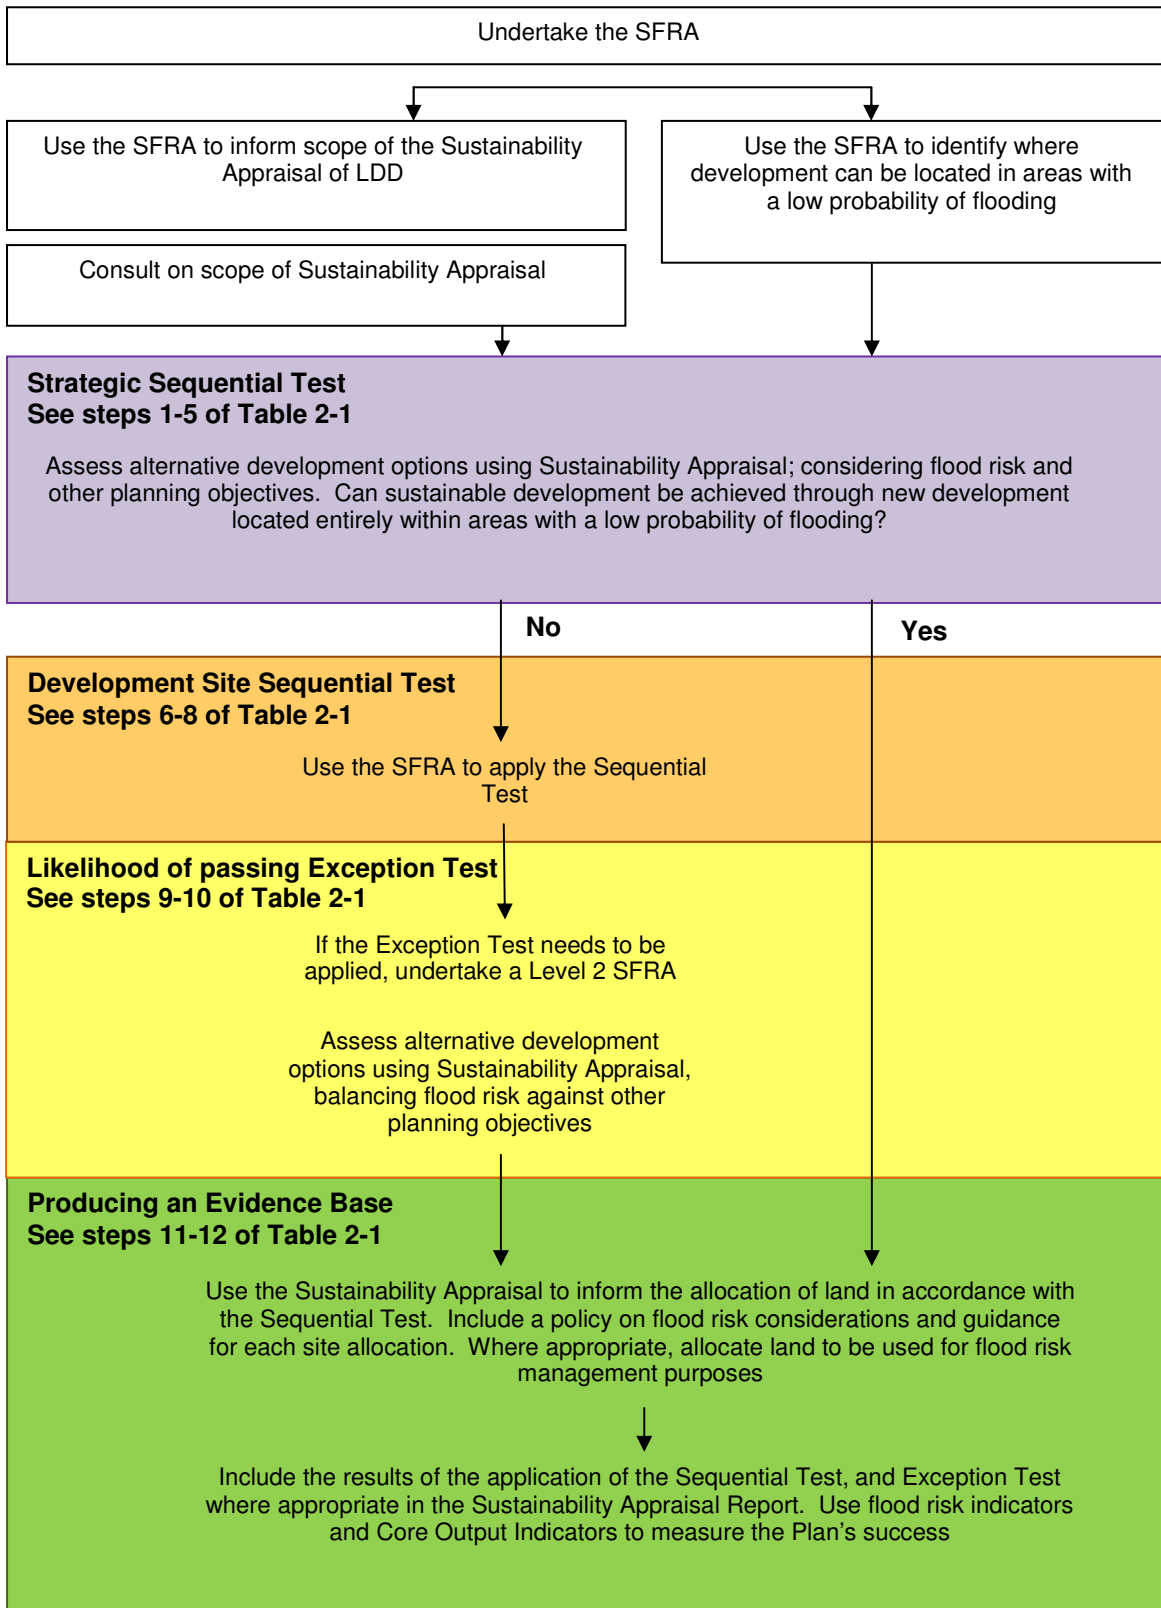 Undertake the SFRA
Use the SFRA to inform scope of the Sustainability
Appraisal of LDD
Use the SFRA to identify where
development can be located in areas with
a low probability of flooding
Consult on scope of Sustainability Appraisal
Strategic Sequential Test
See steps 1-5 of Table 2-1
Assess alternative development options using Sustainability Appraisal; considering flood risk and
other planning objectives.  Can sustainable development be achieved through new development
located entirely within areas with a low probability of flooding?
No
Yes
Development Site Sequential Test
See steps 6-8 of Table 2-1
Use the SFRA to apply the Sequential
Test
Likelihood of passing Exception Test
See steps 9-10 of Table 2-1
If the Exception Test needs to be
applied, undertake a Level 2 SFRA
Assess alternative development
options using Sustainability Appraisal,
balancing flood risk against other
planning objectives
Producing an Evidence Base
See steps 11-12 of Table 2-1
Use the Sustainability Appraisal to inform the allocation of land in accordance with
the Sequential Test.  Include a policy on flood risk considerations and guidance
for each site allocation.  Where appropriate, allocate land to be used for flood risk
management purposes
Include the results of the application of the Sequential Test, and Exception Test
where appropriate in the Sustainability Appraisal Report.  Use flood risk indicators
and Core Output Indicators to measure the Plan's success